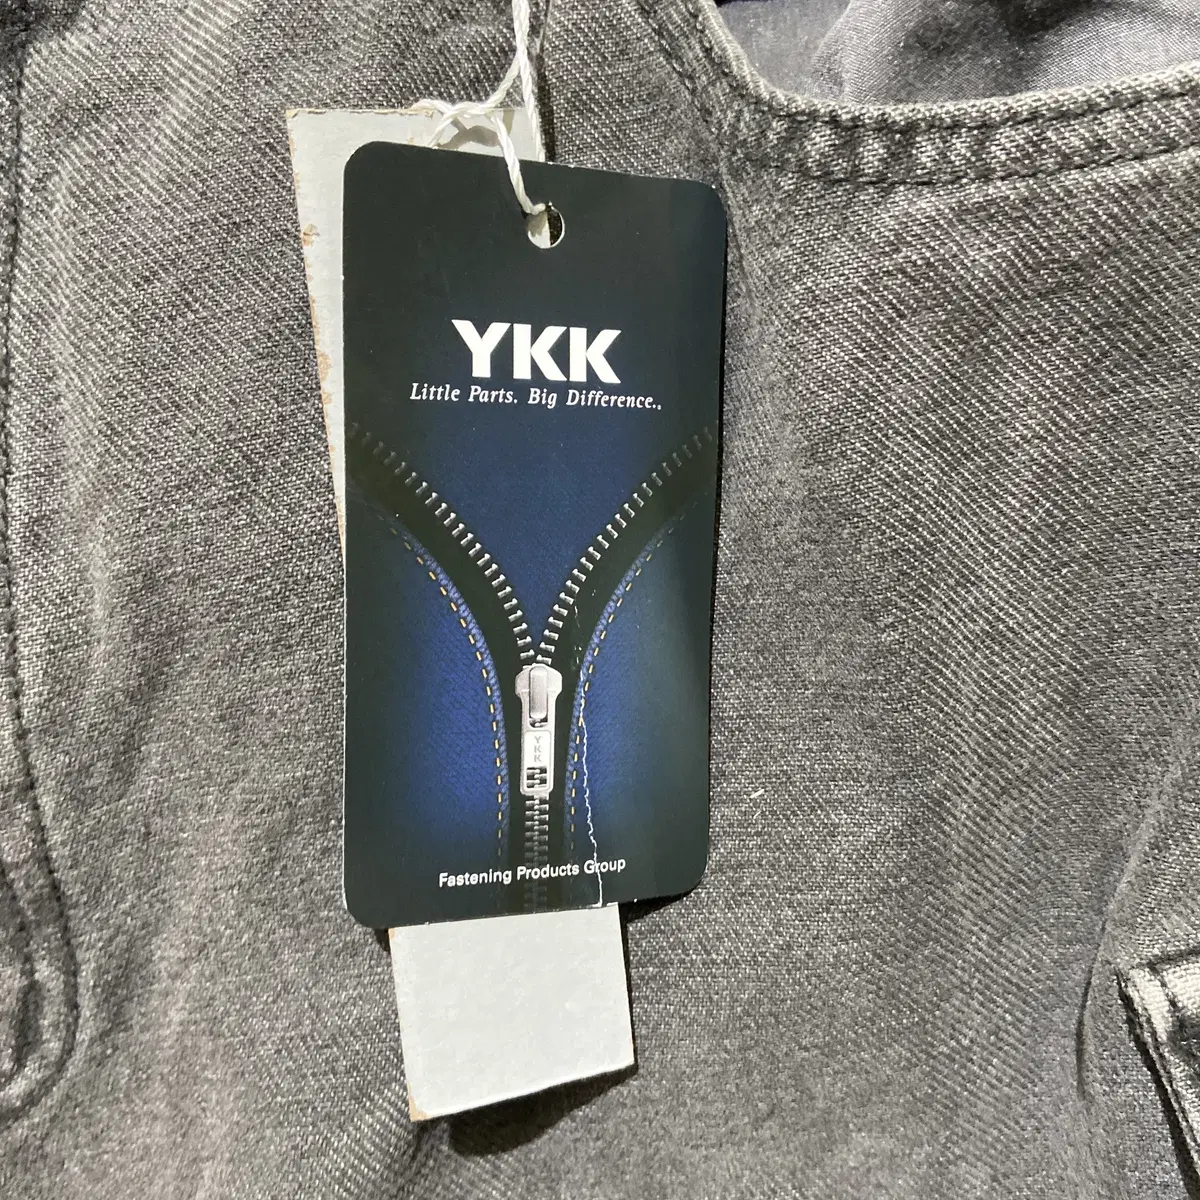 YKK
Little Parts. Big Difference.
YKK
Fastening Products Group